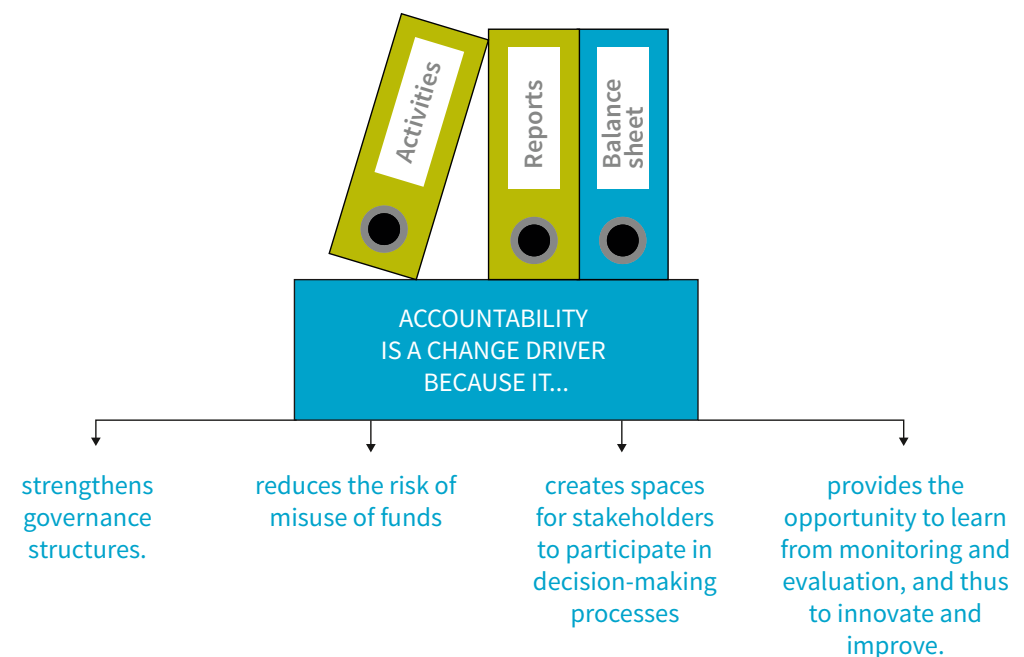 Activities
Reports
Balance
sheet
ACCOUNTABILITY
IS A CHANGE DRIVER
BECAUSE IT...
strengthens
governance
structures.
reduces the risk of
misuse of funds
creates spaces
for stakeholders
to participate in
decision-making
processes
provides the
opportunity to learn
from monitoring and
evaluation, and thus
to innovate and
improve.